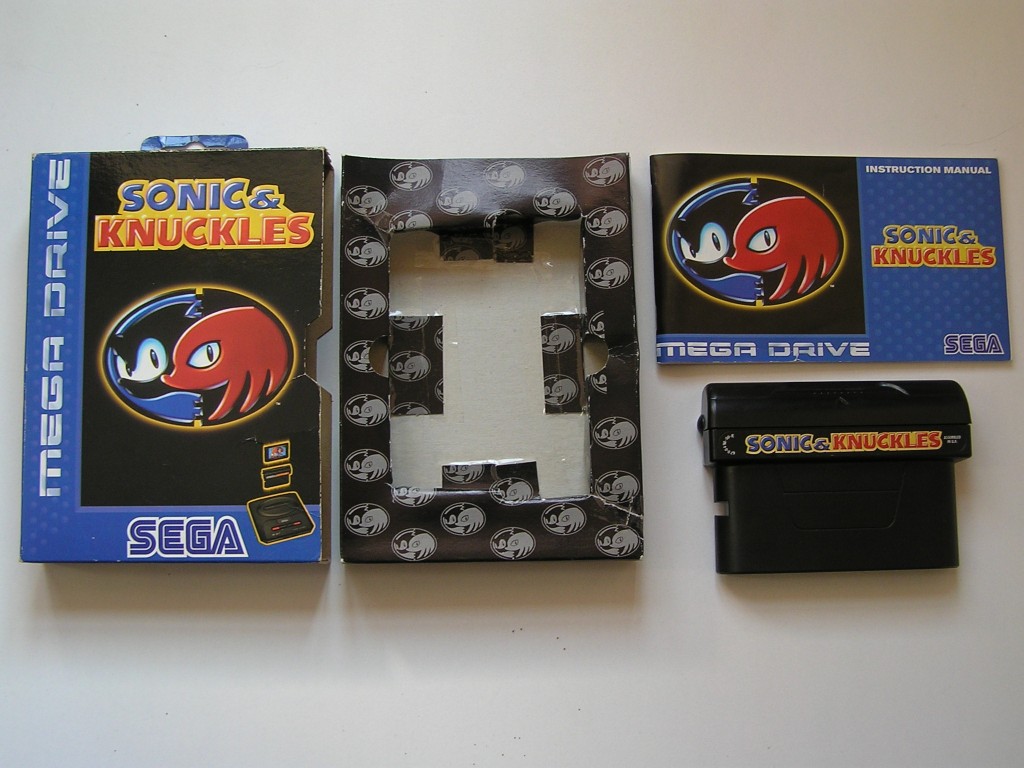 MEGA DRIVE
SONIC &
KNUCKLES
SEGA
INSTRUCTION MANUAL
SONIC &
KNUCKLES
MEGA DRIVE
SEGA
SONIC & KNUCKLES